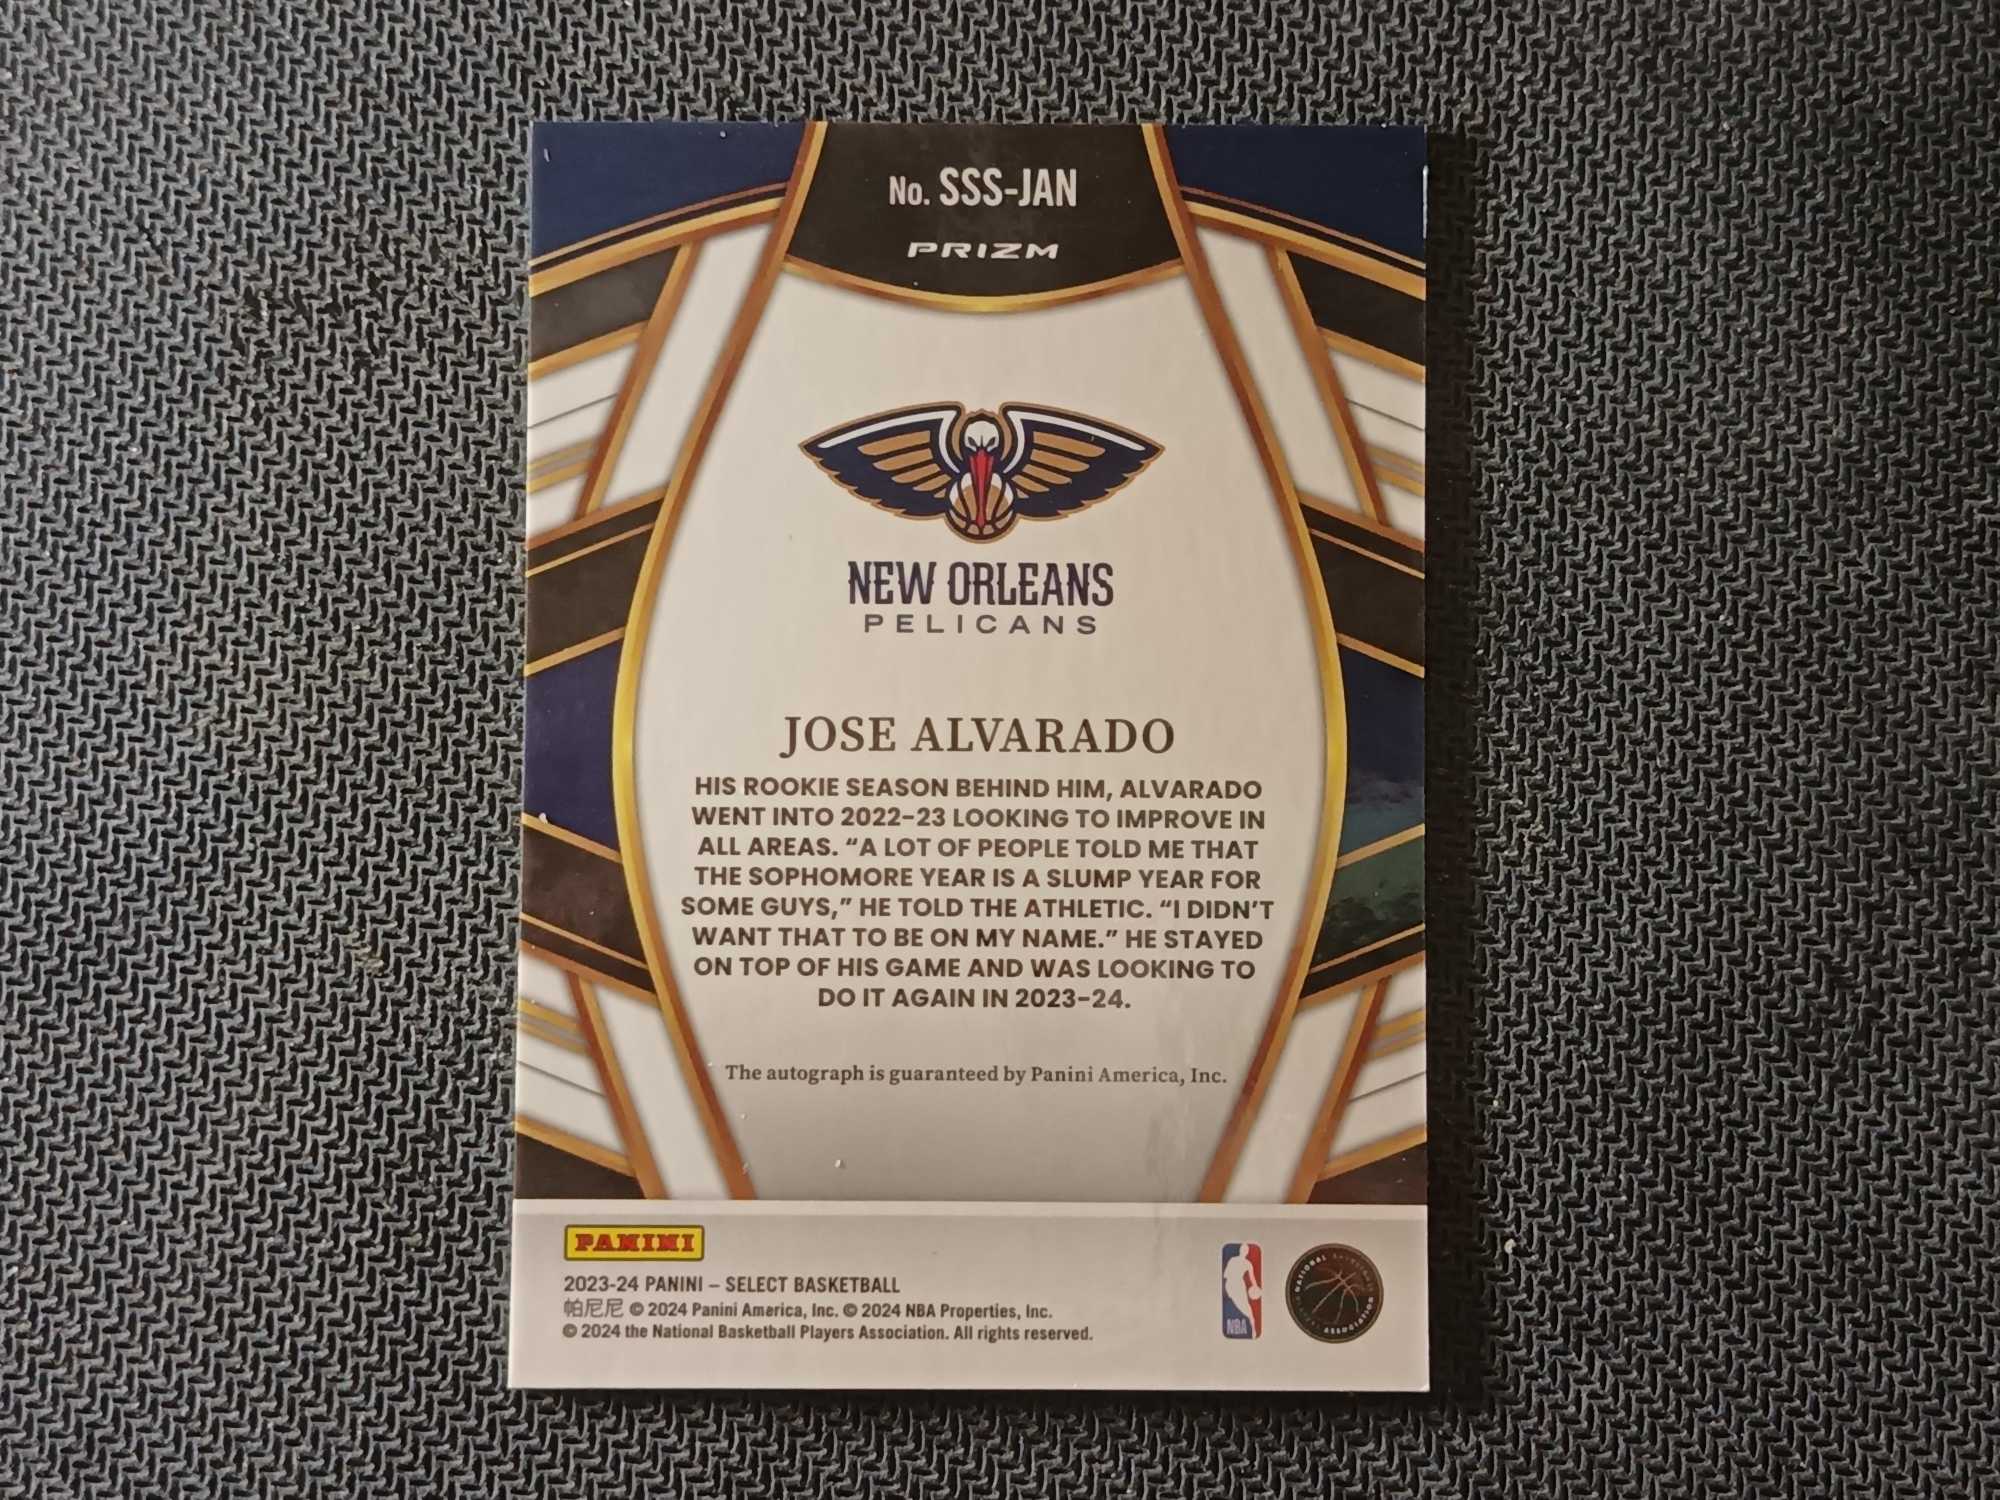 No. SSS-JAN
PRIZM
NEW ORLEANS
PELICANS
JOSE ALVARADO
HIS ROOKIE SEASON BEHIND HIM, ALVARADO
WENT INTO 2022-23 LOOKING TO IMPROVE IN
ALL AREAS. “A LOT OF PEOPLE TOLD ME THAT
THE SOPHOMORE YEAR IS A SLUMP YEAR FOR
SOME GUYS,” HE TOLD THE ATHLETIC. “I DIDN’T
WANT THAT TO BE ON MY NAME.” HE STAYED
ON TOP OF HIS GAME AND WAS LOOKING TO
DO IT AGAIN IN 2023-24.
The autograph is guaranteed by Panini America, Inc.
PANINI
2023-24 PANINI – SELECT BASKETBALL
帕尼尼 © 2024 Panini America, Inc. © 2024 NBA Properties, Inc.
© 2024 the National Basketball Players Association. All rights reserved.
NBA
NATIONAL
ASSOCIATION